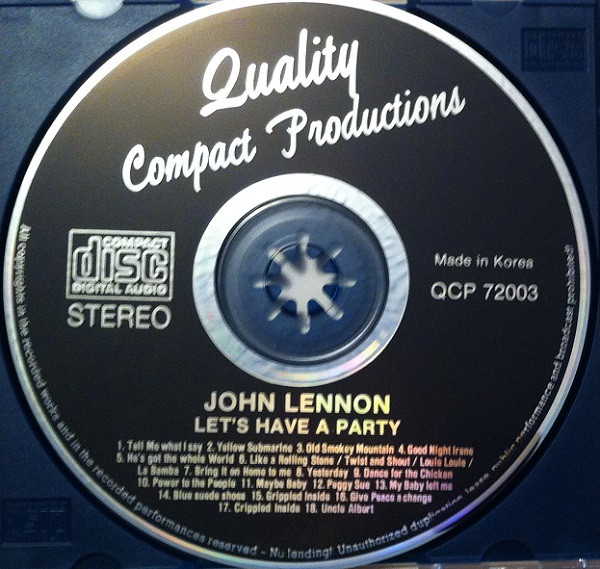 Quality
Compact Productions
COMPACT
disc
DIGITAL AUDIO
STEREO
Made in Korea
QCP 72003
JOHN LENNON
LET'S HAVE A PARTY
1. Tell Me what I say 2. Yellow Submarine 3. Old Smokey Mountain 4. Good Night Irene
5. He's got the whole World 6. Like a Rolling Stone / Twist and Shout / Louie Louie /
La Bamba 7. Bring it on Home to me 8. Yesterday 9. Dance for the Chicken
10. Power to the People 11. Maybe Baby 12. Peggy Sue 13. My Baby left me
14. Blue suede shoes 15. Grippled Inside 16. Give Peace a change
17. Crippled Inside 18. Uncle Albert
All copyrights in the recorded works and in the recorded performances reserved - No lending! Unauthorized duplication, lease, public performance and broadcast prohibited